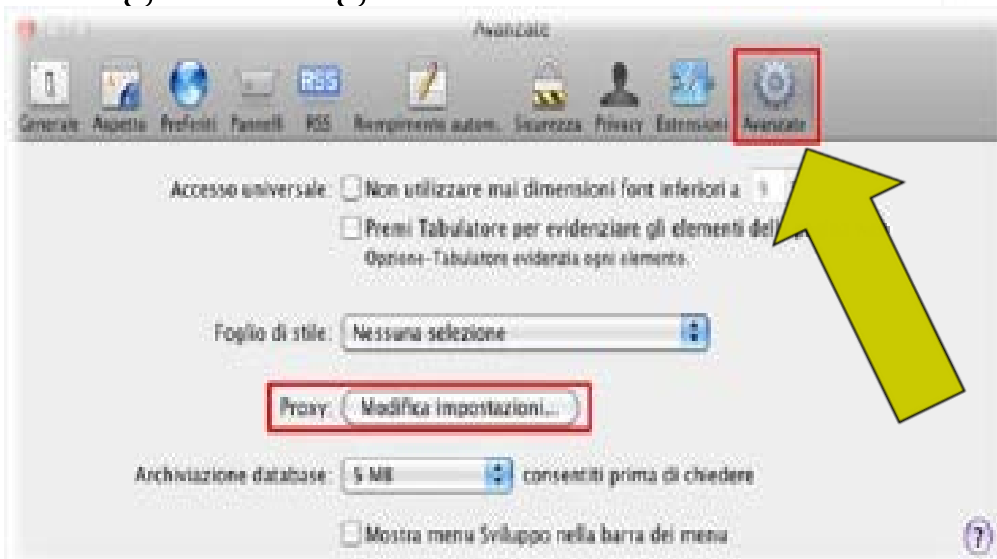 Avanzate
RSS
Generale Aspetto Preferiti Pannelli RSS Riempimento autom. Sicurezza Privacy Estensioni Avanzate
Accesso universale: Non utilizzare mai dimensioni font inferiori a 9
Premi Tabulatore per evidenziare gli elementi della
Opzione-Tabulatore evidenzia ogni elemento.
Foglio di stile: Nessuna selezione
Proxy: Modifica impostazioni...
Archiviazione database: 5 MB consentiti prima di chiedere
Mostra menu Sviluppo nella barra dei menu
?